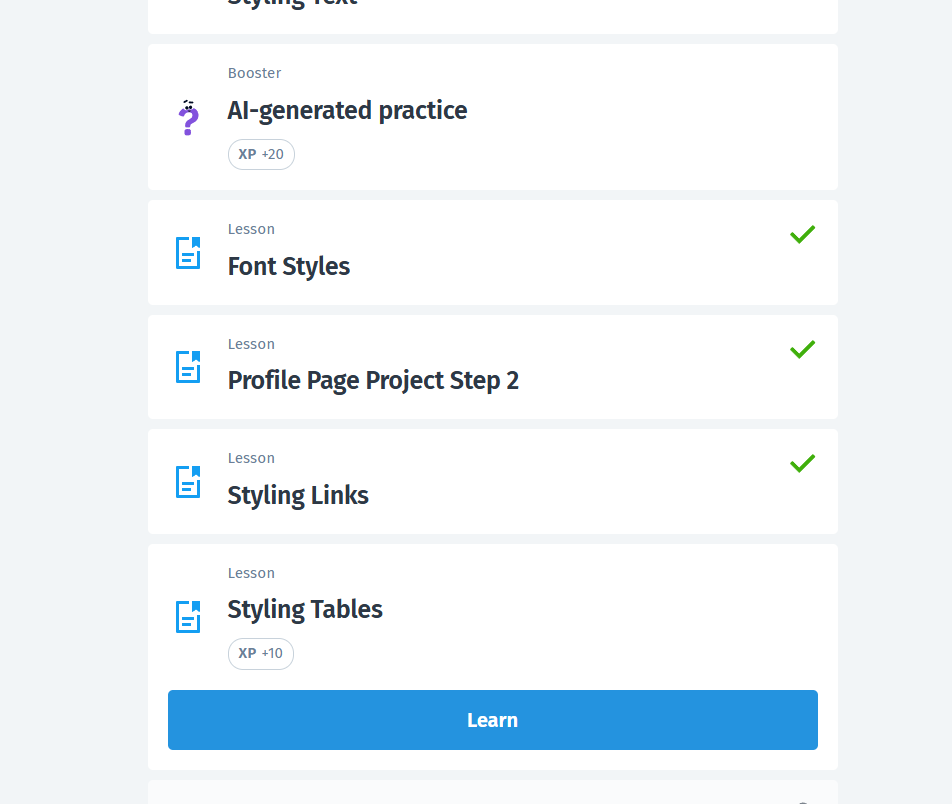 Styling Text
Booster
AI-generated practice
XP +20
Lesson
Font Styles
Lesson
Profile Page Project Step 2
Lesson
Styling Links
Lesson
Styling Tables
XP +10
Learn